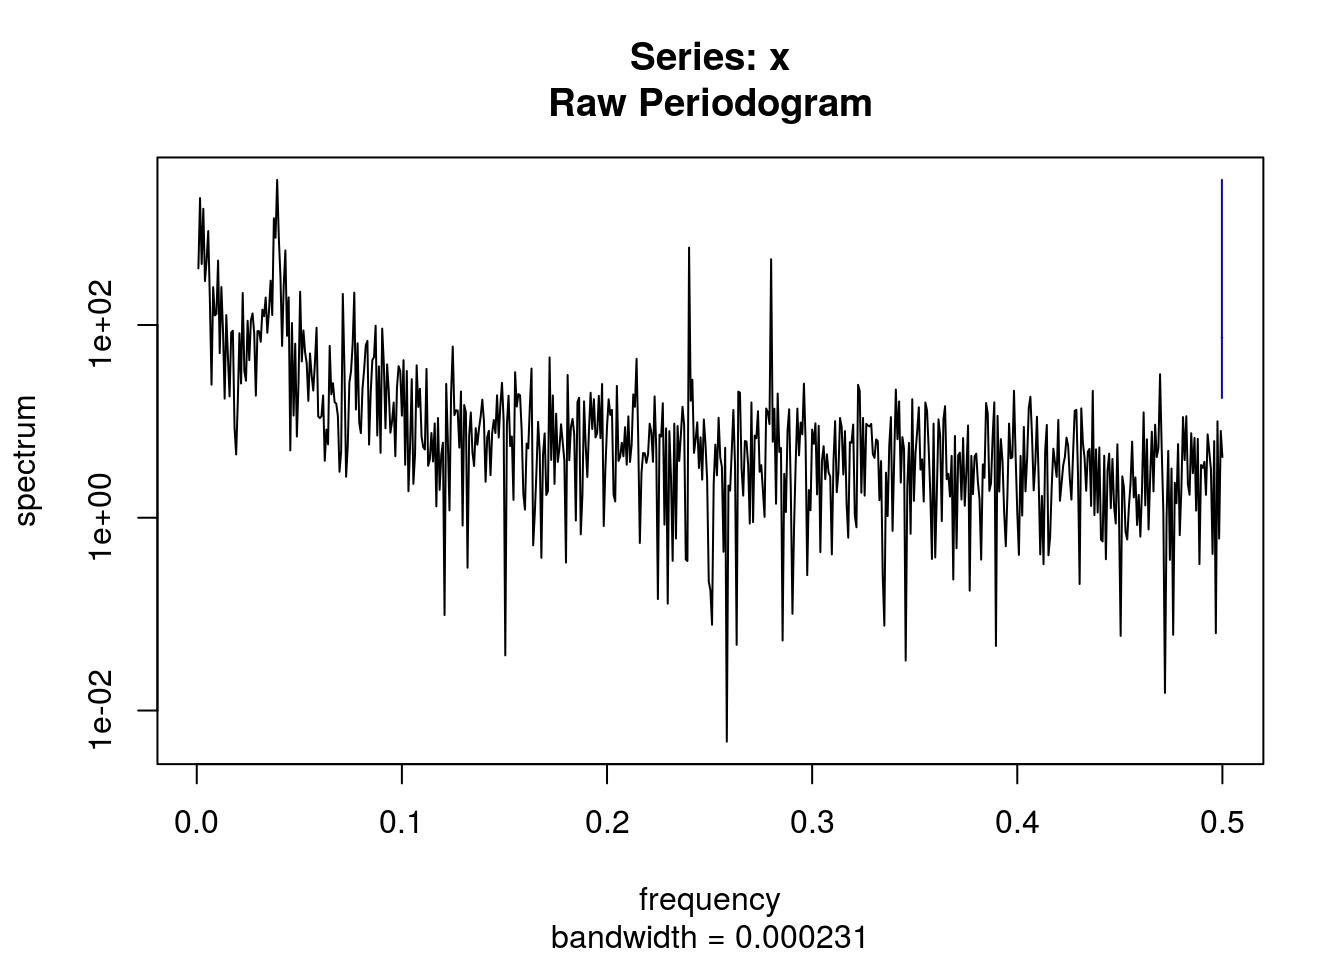 Series: x
Raw Periodogram
spectrum
1e+02
1e+00
1e-02
0.0 0.1 0.2 0.3 0.4 0.5
frequency
bandwidth = 0.000231